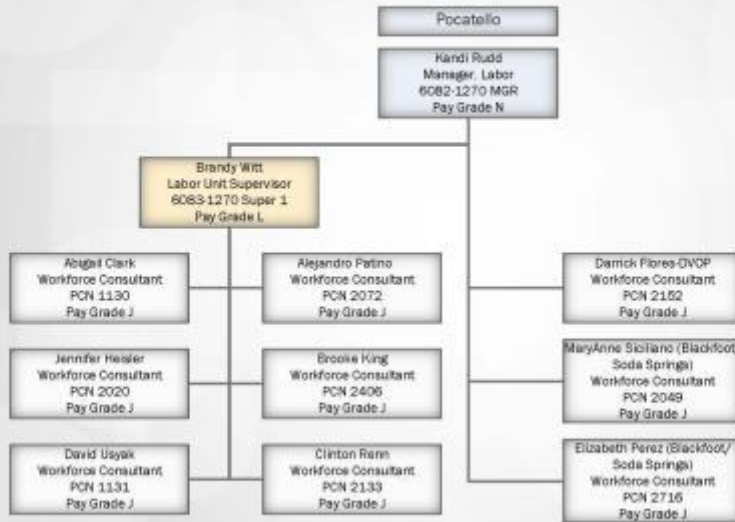 Pocatello
Kandi Rudd
Manager, Labor
6082-1270 MGR
Pay Grade N
Brandy Witt
Labor Unit Supervisor
6083-1270 Super 1
Pay Grade L
Abigail Clark
Workforce Consultant
PCN 1130
Pay Grade J
Alejandro Patino
Workforce Consultant
PCN 2072
Pay Grade J
Darrick Flores-DVOP
Workforce Consultant
PCN 2152
Pay Grade J
Jennifer Heisler
Workforce Consultant
PCN 2020
Pay Grade J
Brooke King
Workforce Consultant
PCN 2406
Pay Grade J
MaryAnne Siciliano (Blackfoot/
Soda Springs)
Workforce Consultant
PCN 2049
Pay Grade J
David Usyak
Workforce Consultant
PCN 1131
Pay Grade J
Clinton Renn
Workforce Consultant
PCN 2133
Pay Grade J
Elizabeth Perez (Blackfoot/
Soda Springs)
Workforce Consultant
PCN 2716
Pay Grade J